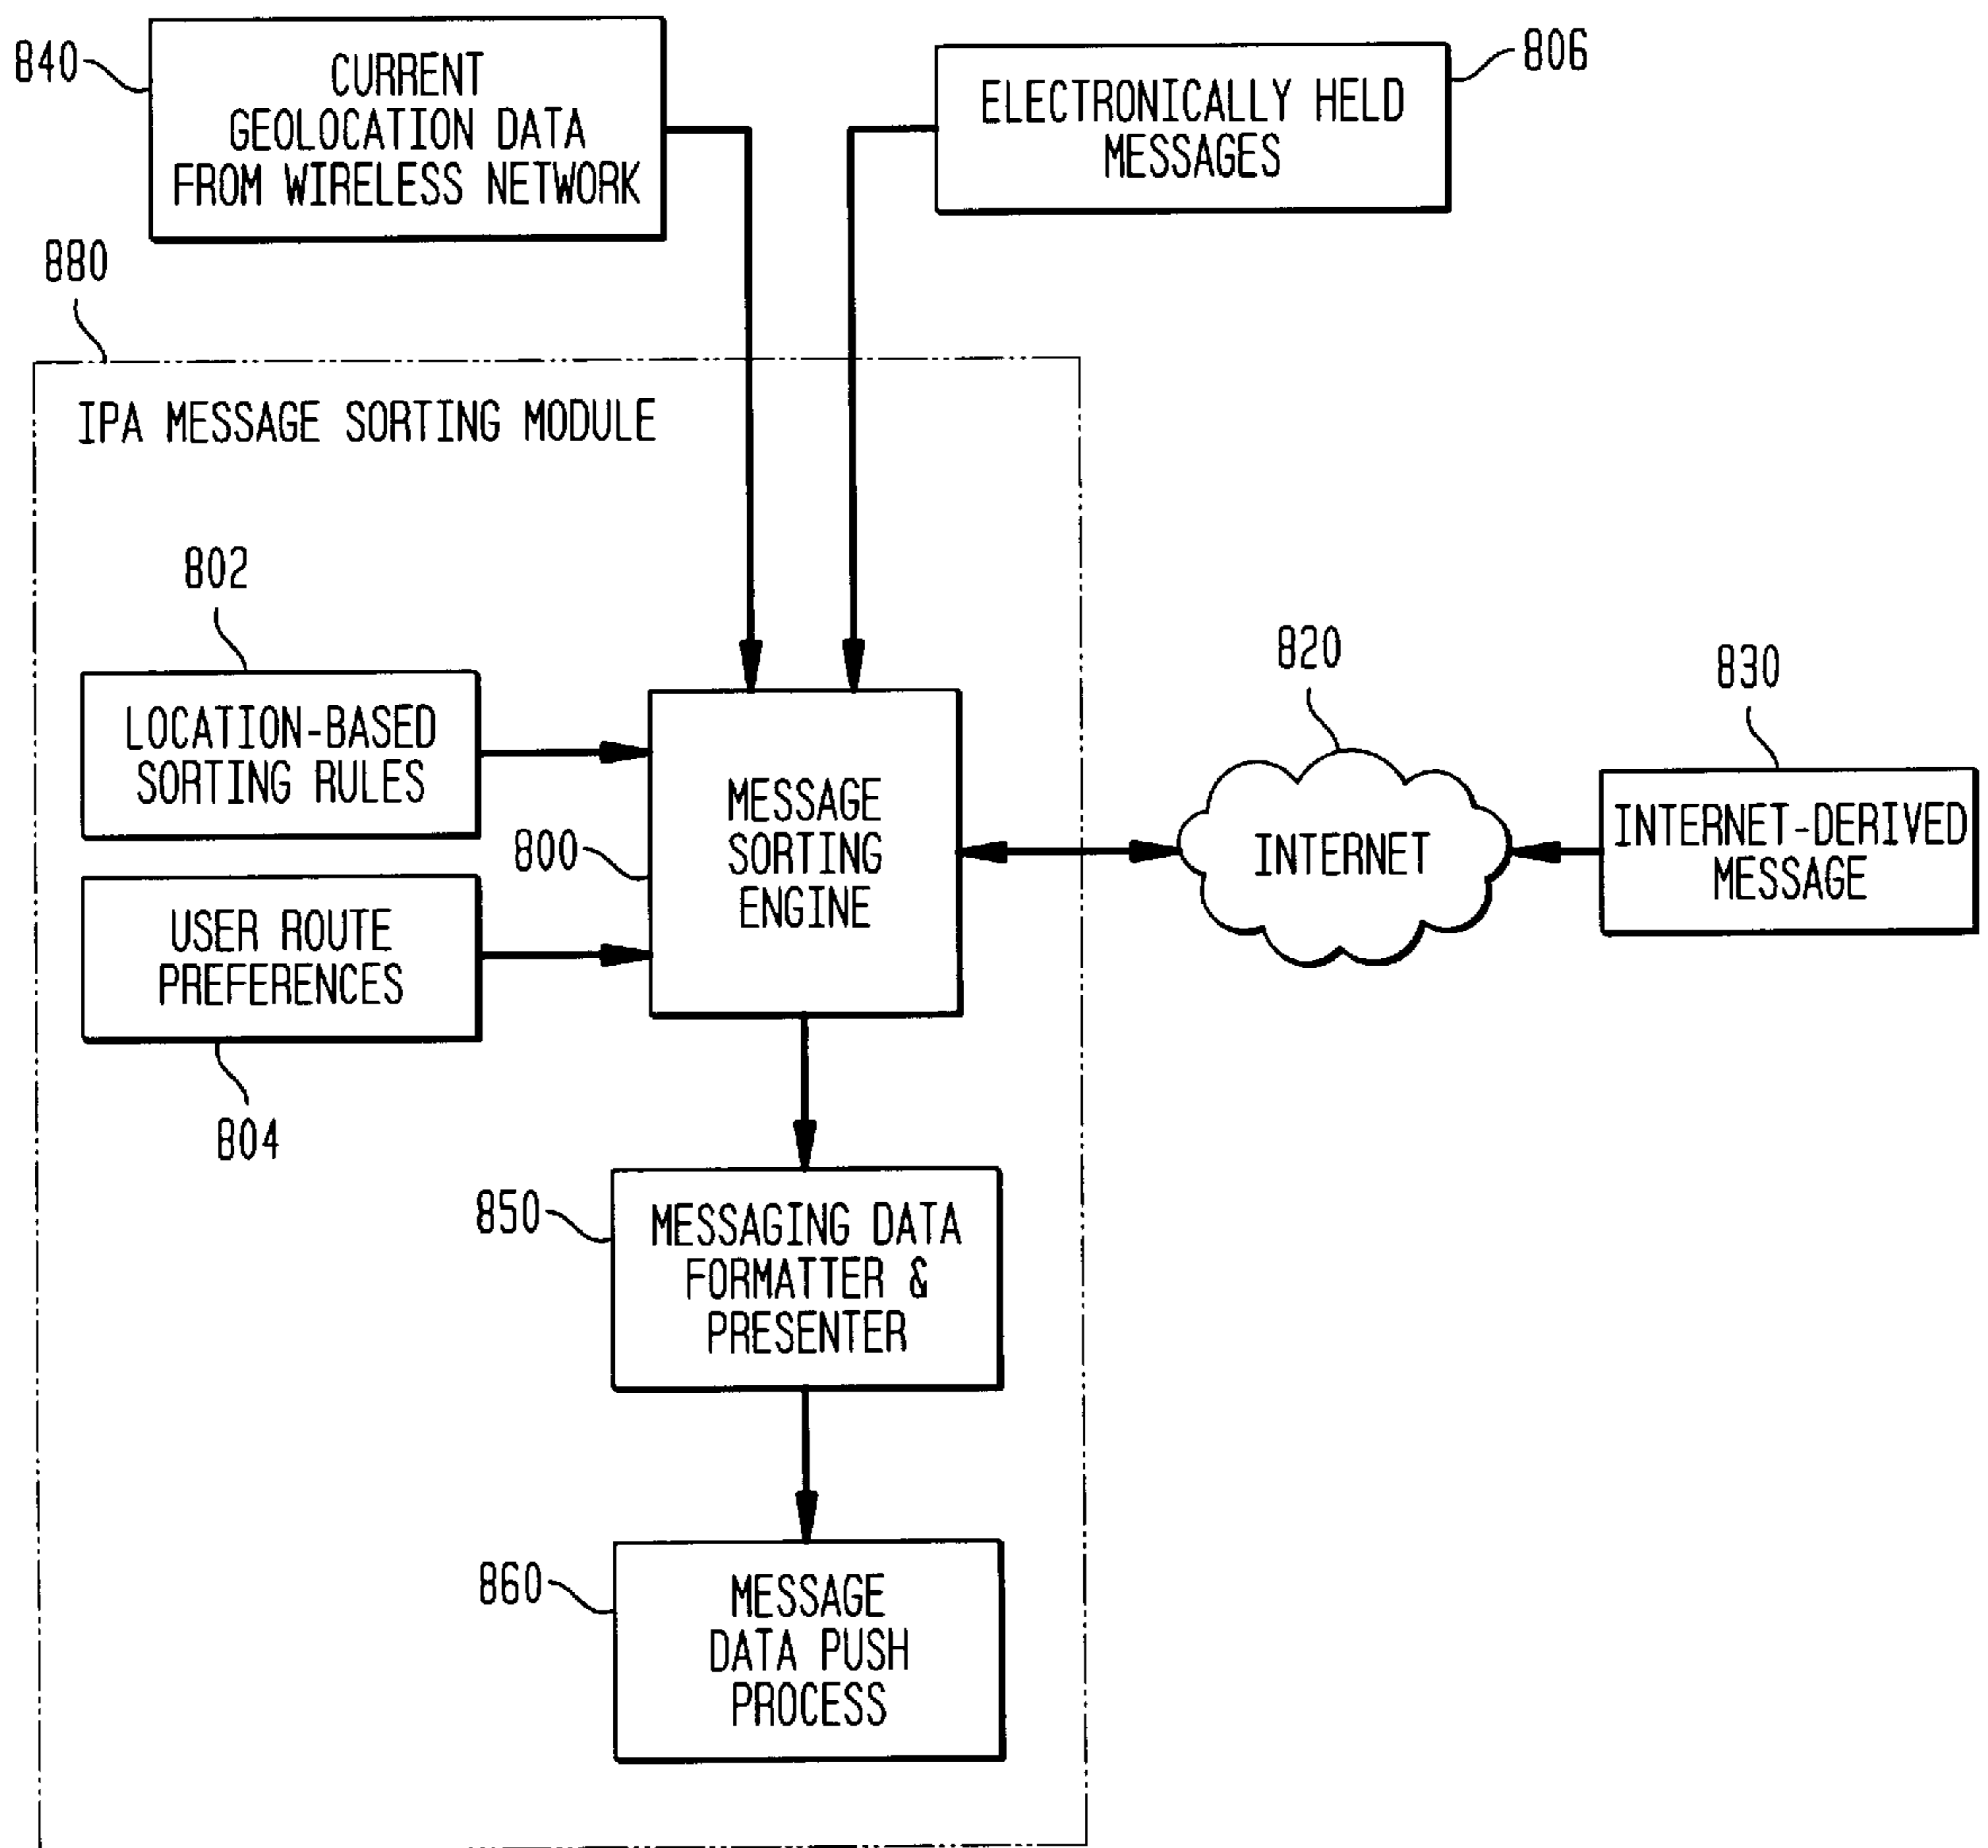 840
CURRENT
GEOLOCATION DATA
FROM WIRELESS NETWORK
806
ELECTRONICALLY HELD
MESSAGES
880
IPA MESSAGE SORTING MODULE
802
LOCATION-BASED
SORTING RULES
800
MESSAGE
SORTING
ENGINE
820
INTERNET
830
INTERNET-DERIVED
MESSAGE
USER ROUTE
PREFERENCES
804
850
MESSAGING DATA
FORMATTER &
PRESENTER
860
MESSAGE
DATA PUSH
PROCESS